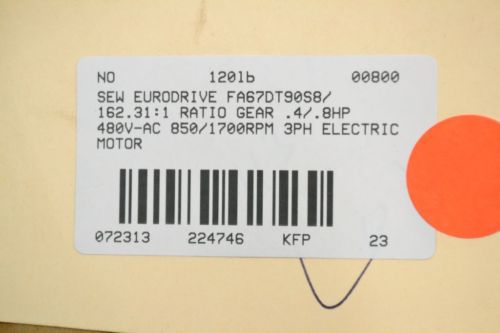 NO 120lb 00800
SEW EURODRIVE FA67DT90S8/
162.31:1 RATIO GEAR .4/.8HP
480V-AC 850/1700RPM 3PH ELECTRIC
MOTOR
072313 224746 KFP 23